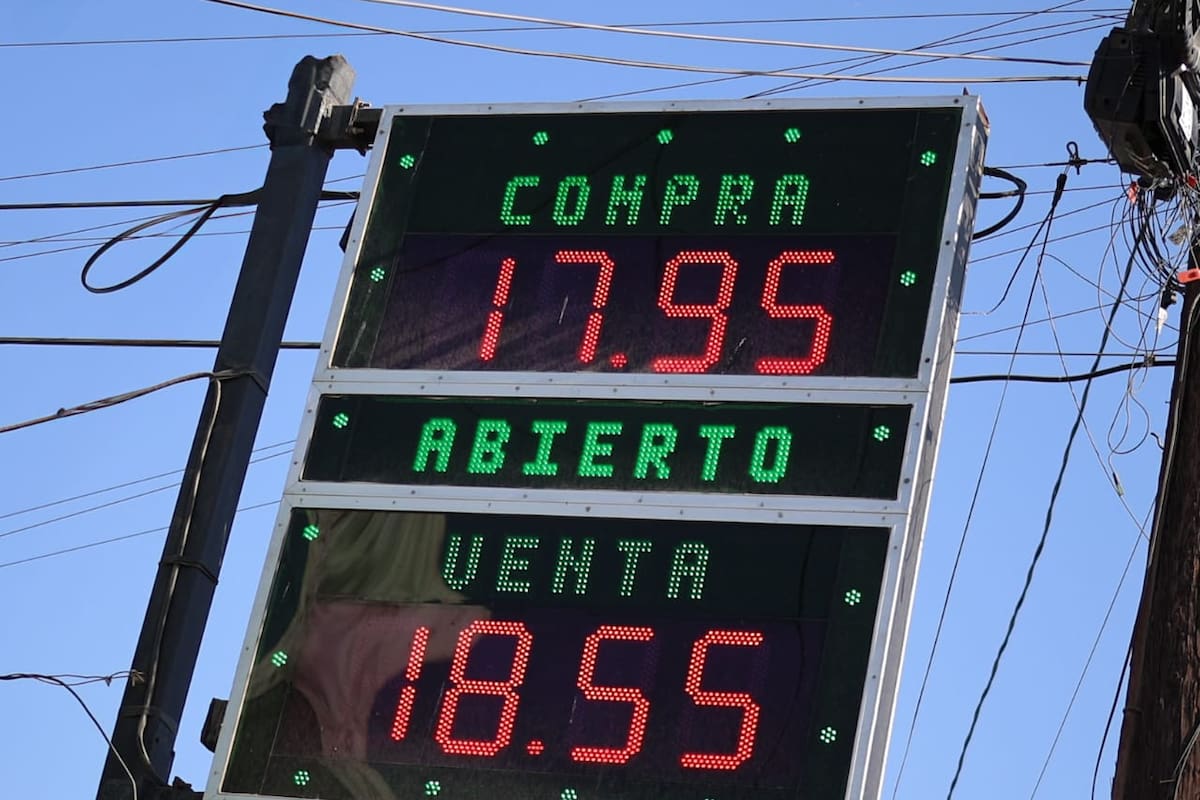 COMPRA
17.95
ABIERTO
VENTA
18.55